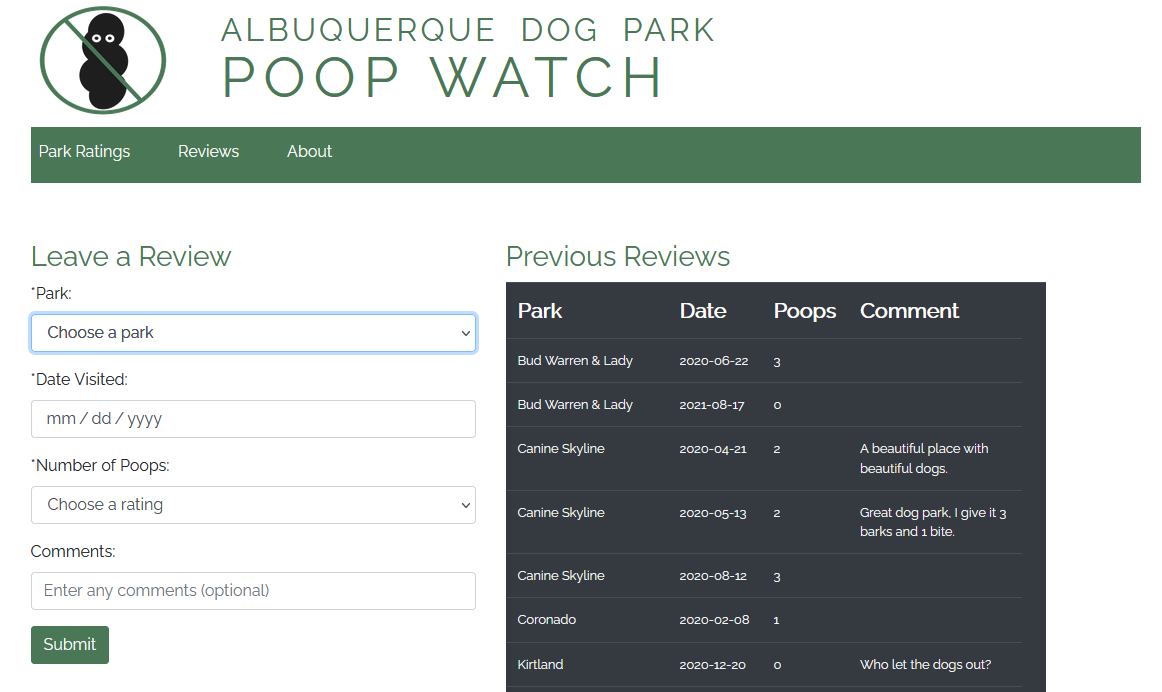 ALBUQUERQUE DOG PARK
POOP WATCH
Park Ratings Reviews About
Leave a Review
*Park:
Choose a park
*Date Visited:
mm / dd / yyyy
*Number of Poops:
Choose a rating
Comments:
Enter any comments (optional)
Submit
Previous Reviews
Park Date Poops Comment
Bud Warren & Lady 2020-06-22 3
Bud Warren & Lady 2021-08-17 0
Canine Skyline 2020-04-21 2 A beautiful place with
beautiful dogs.
Canine Skyline 2020-05-13 2 Great dog park, I give it 3
barks and 1 bite.
Canine Skyline 2020-08-12 3
Coronado 2020-02-08 1
Kirtland 2020-12-20 0 Who let the dogs out?